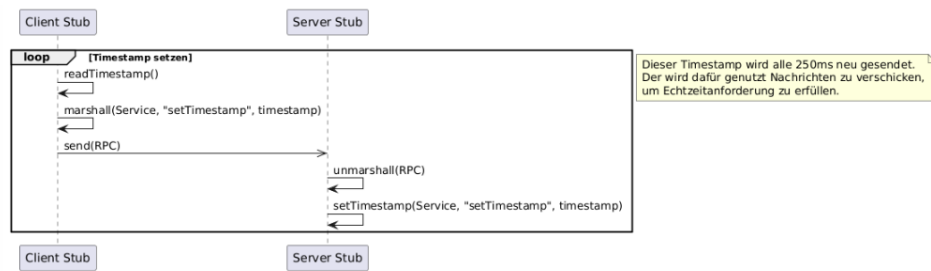 Client Stub
Server Stub
loop
[Timestamp setzen]
Dieser Timestamp wird alle 250ms neu gesendet.
Der wird dafür genutzt Nachrichten zu verschicken,
um Echtzeitanforderung zu erfüllen.
readTimestamp()
marshall(Service, "setTimestamp", timestamp)
send(RPC)
unmarshall(RPC)
setTimestamp(Service, "setTimestamp", timestamp)
Client Stub
Server Stub